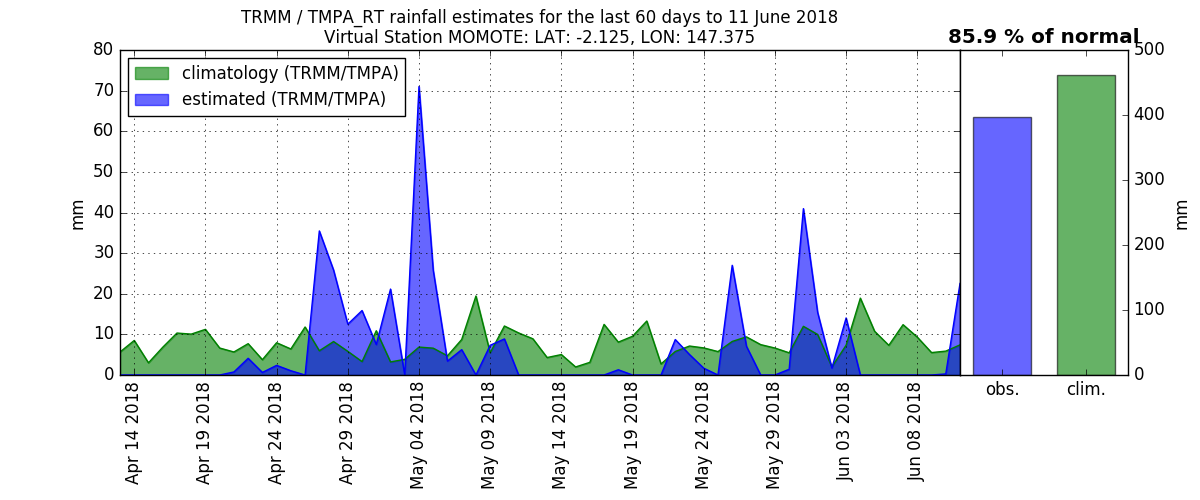 TRMM / TMPA_RT rainfall estimates for the last 60 days to 11 June 2018
Virtual Station MOMOTE: LAT: -2.125, LON: 147.375
85.9 % of normal
climatology (TRMM/TMPA)
estimated (TRMM/TMPA)
mm
80
70
60
50
40
30
20
10
0
Apr 14 2018
Apr 19 2018
Apr 24 2018
Apr 29 2018
May 04 2018
May 09 2018
May 14 2018
May 19 2018
May 24 2018
May 29 2018
Jun 03 2018
Jun 08 2018
obs.
clim.
500
400
300
200
100
0
mm